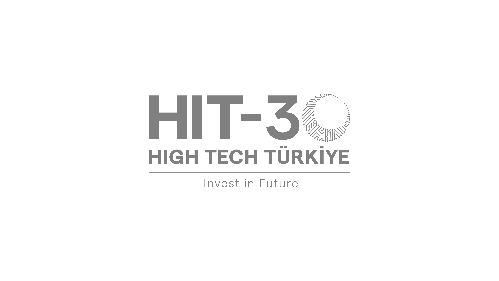 HIT-30
HIGH TECH TÜRKİYE
Invest in Future